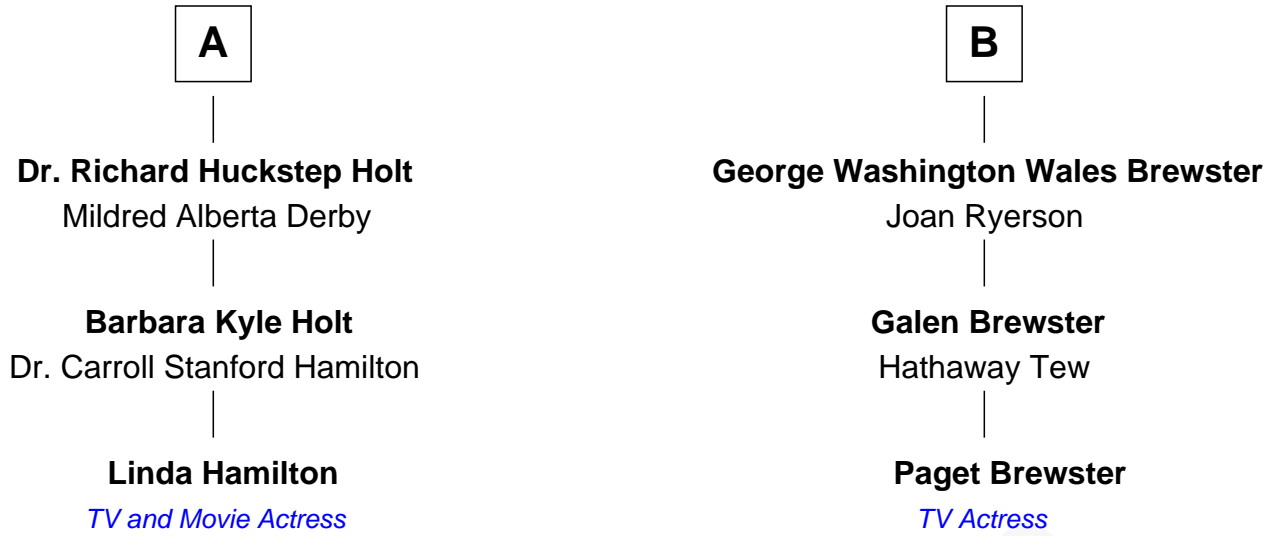 A
Dr. Richard Huckstep Holt
Mildred Alberta Derby
Barbara Kyle Holt
Dr. Carroll Stanford Hamilton
Linda Hamilton
TV and Movie Actress
B
George Washington Wales Brewster
Joan Ryerson
Galen Brewster
Hathaway Tew
Paget Brewster
TV Actress